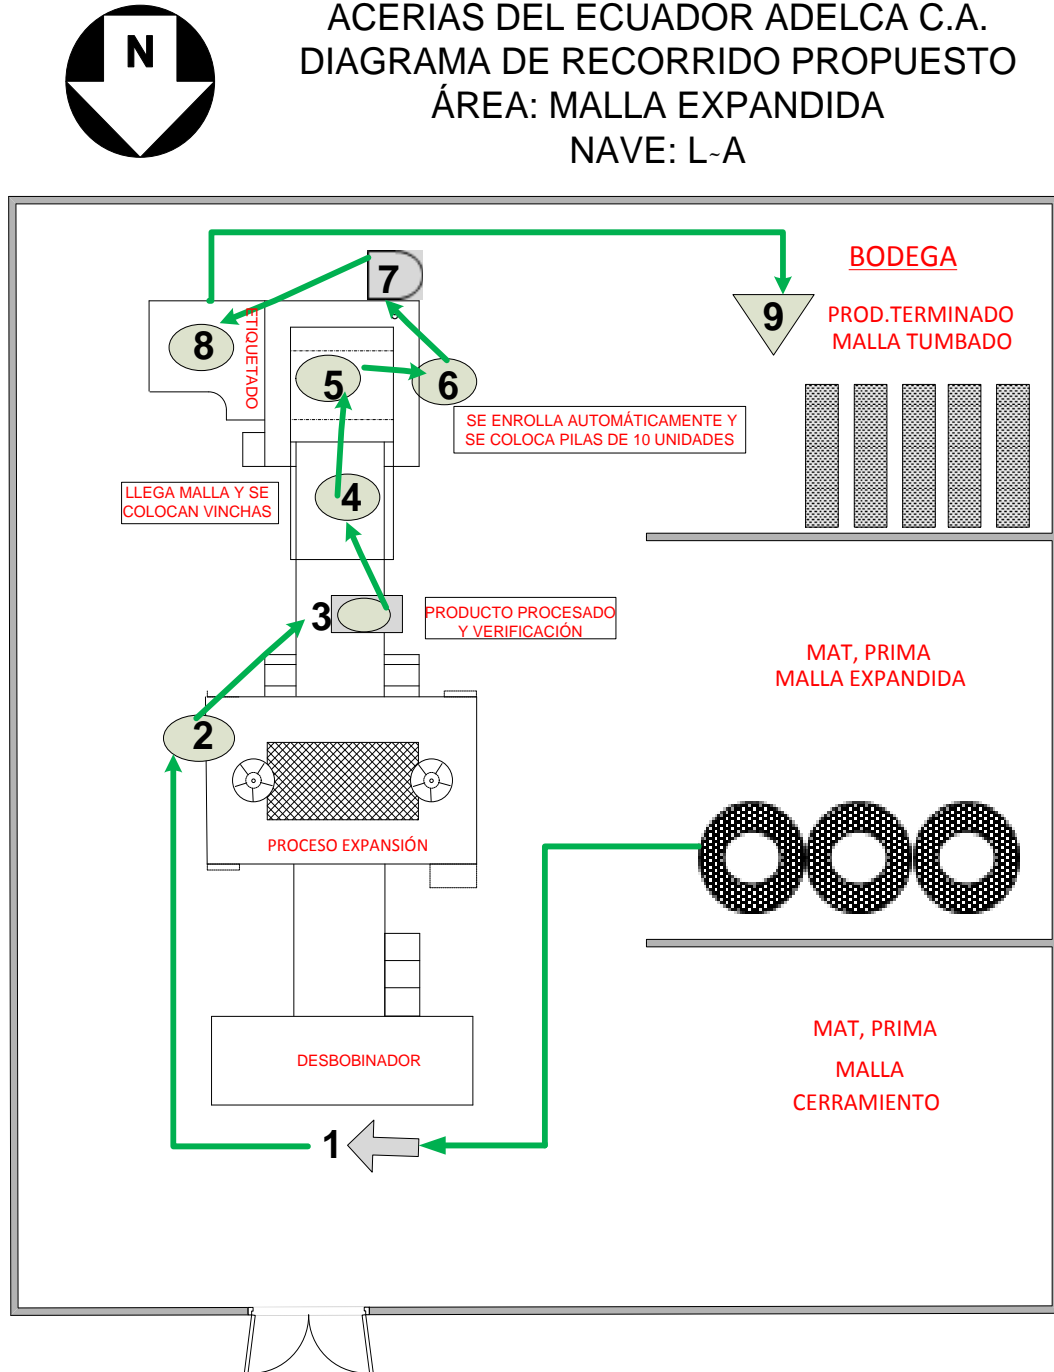 N
ACERIAS DEL ECUADOR ADELCA C.A.
DIAGRAMA DE RECORRIDO PROPUESTO
ÁREA: MALLA EXPANDIDA
NAVE: L~A
BODEGA
7
9
PROD.TERMINADO
MALLA TUMBADO
8
ETIQUETADO
5
6
SE ENROLLA AUTOMÁTICAMENTE Y
SE COLOCA PILAS DE 10 UNIDADES
LLEGA MALLA Y SE
COLOCAN VINCHAS
4
3
PRODUCTO PROCESADO
Y VERIFICACIÓN
MAT, PRIMA
MALLA EXPANDIDA
2
PROCESO EXPANSIÓN
DESBOBINADOR
MAT, PRIMA
MALLA
CERRAMIENTO
1